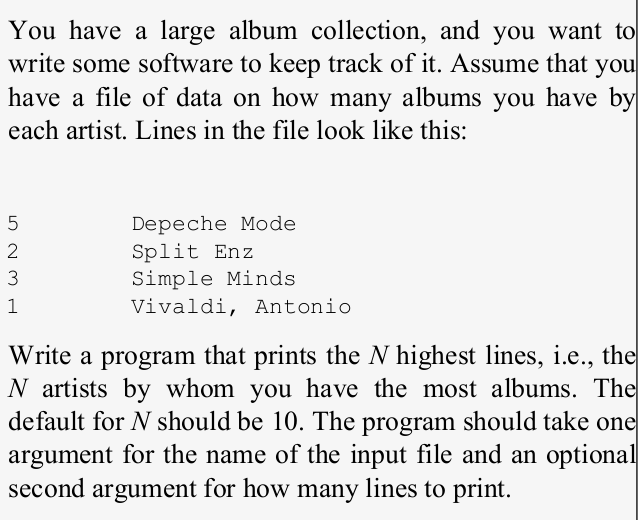 You have a large album collection, and you want to
write some software to keep track of it. Assume that you
have a file of data on how many albums you have by
each artist. Lines in the file look like this:
5 Depeche Mode
2 Split Enz
3 Simple Minds
1 Vivaldi, Antonio
Write a program that prints the N highest lines, i.e., the
N artists by whom you have the most albums. The
default for N should be 10. The program should take one
argument for the name of the input file and an optional
second argument for how many lines to print.